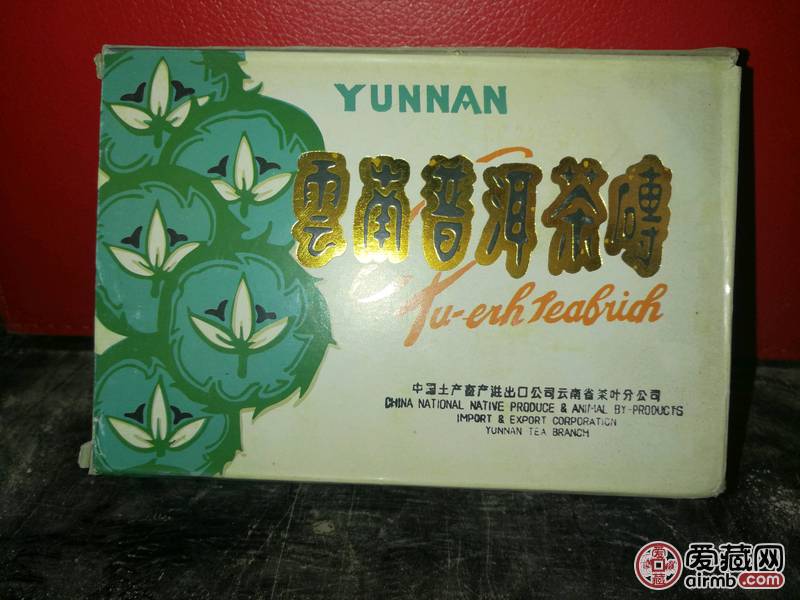 YUNNAN
雲南普洱茶磚
Pu-erh Teabrich
中国土产畜产进出口公司云南省茶叶分公司
CHINA NATIONAL NATIVE PRODUCE & ANIMAL BY-PRODUCTS
IMPORT & EXPORT CORPORATION
YUNNAN TEA BRANCH
爱藏网
airmb.com